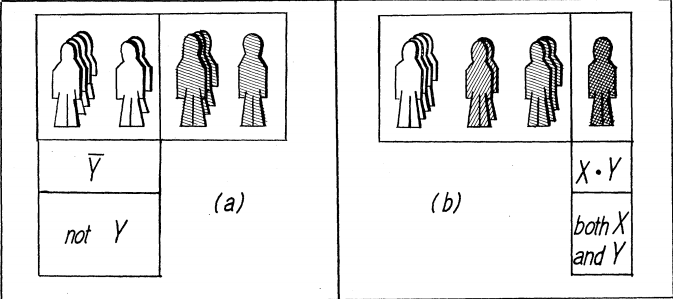 Y̅
not Y
(a)
(b)
X • Y
both X
and Y